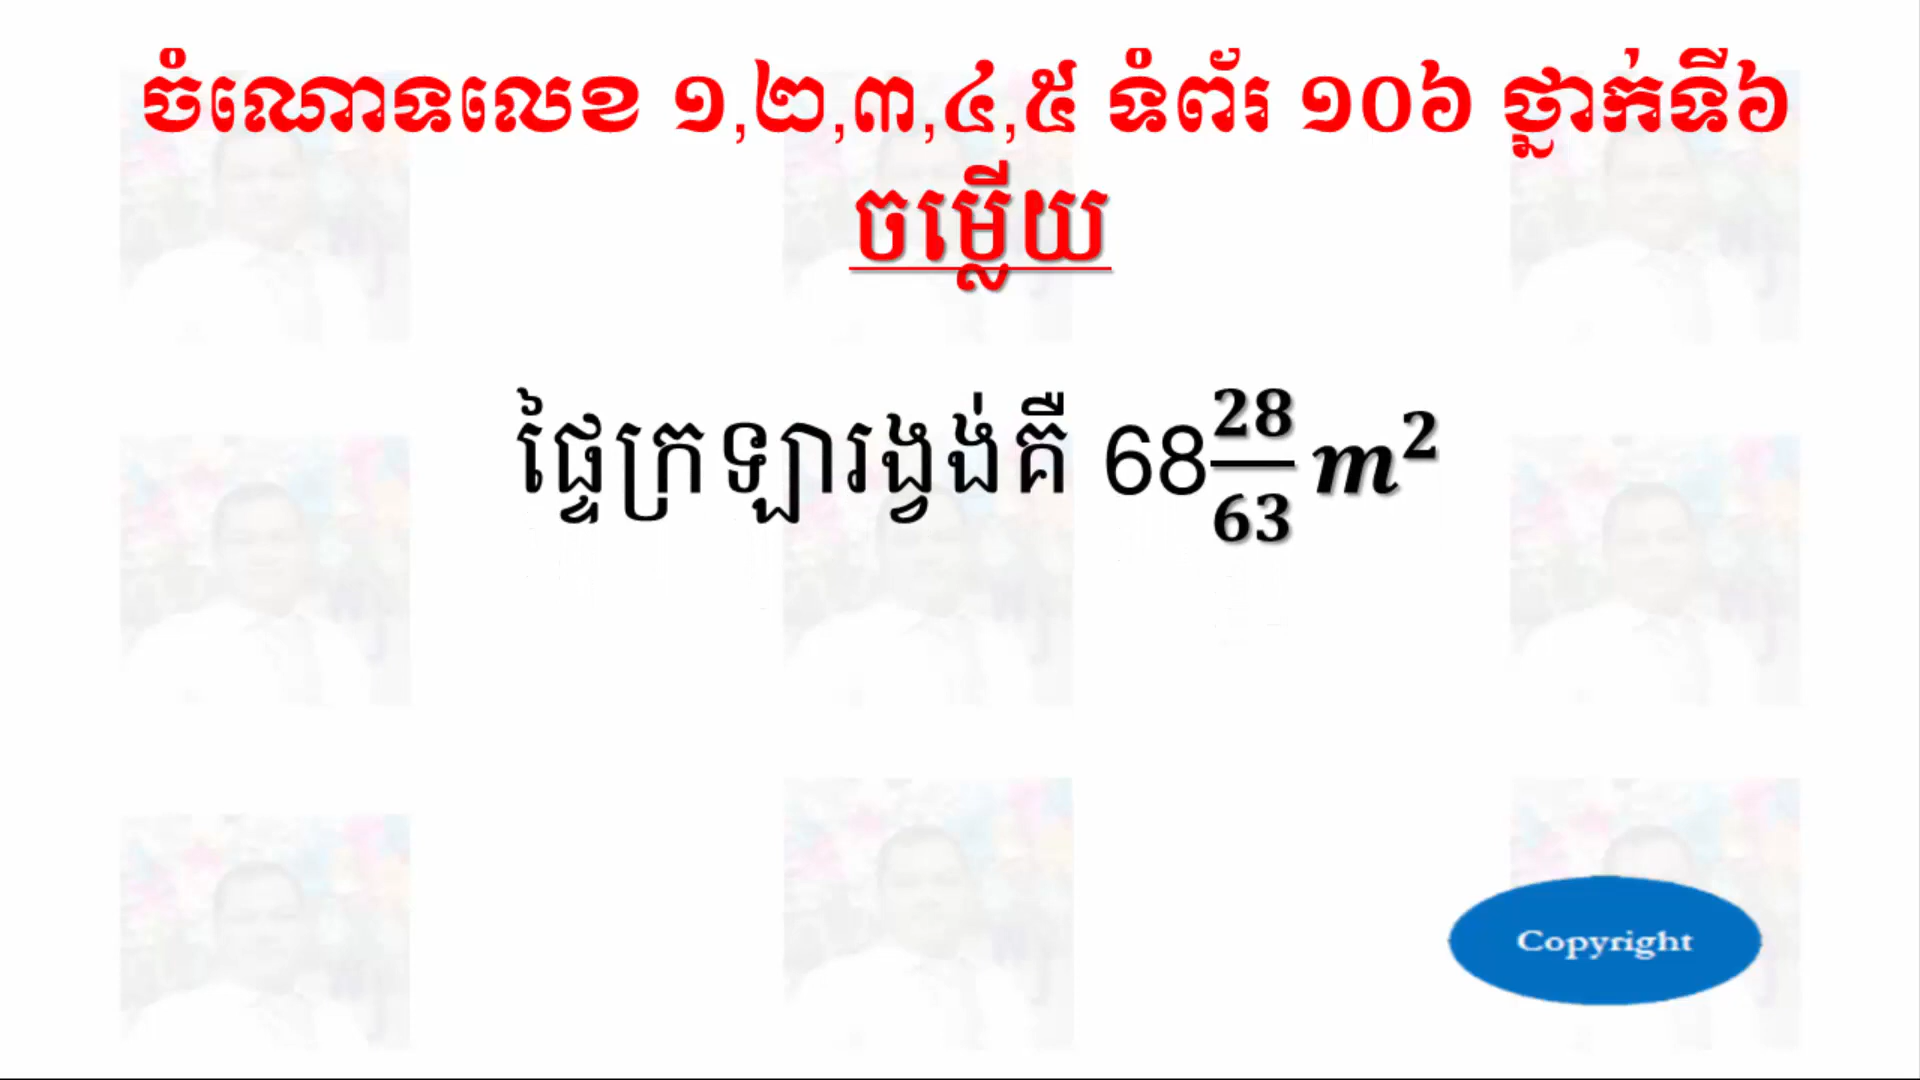 ចំណោទលេខ ១,២,៣,៤,៥ ទំព័រ ១០៦ ថ្នាក់ទី៦
ចម្លើយ
ផ្ទៃក្រឡារង្វង់គឺ 68 28/63 m²
Copyright